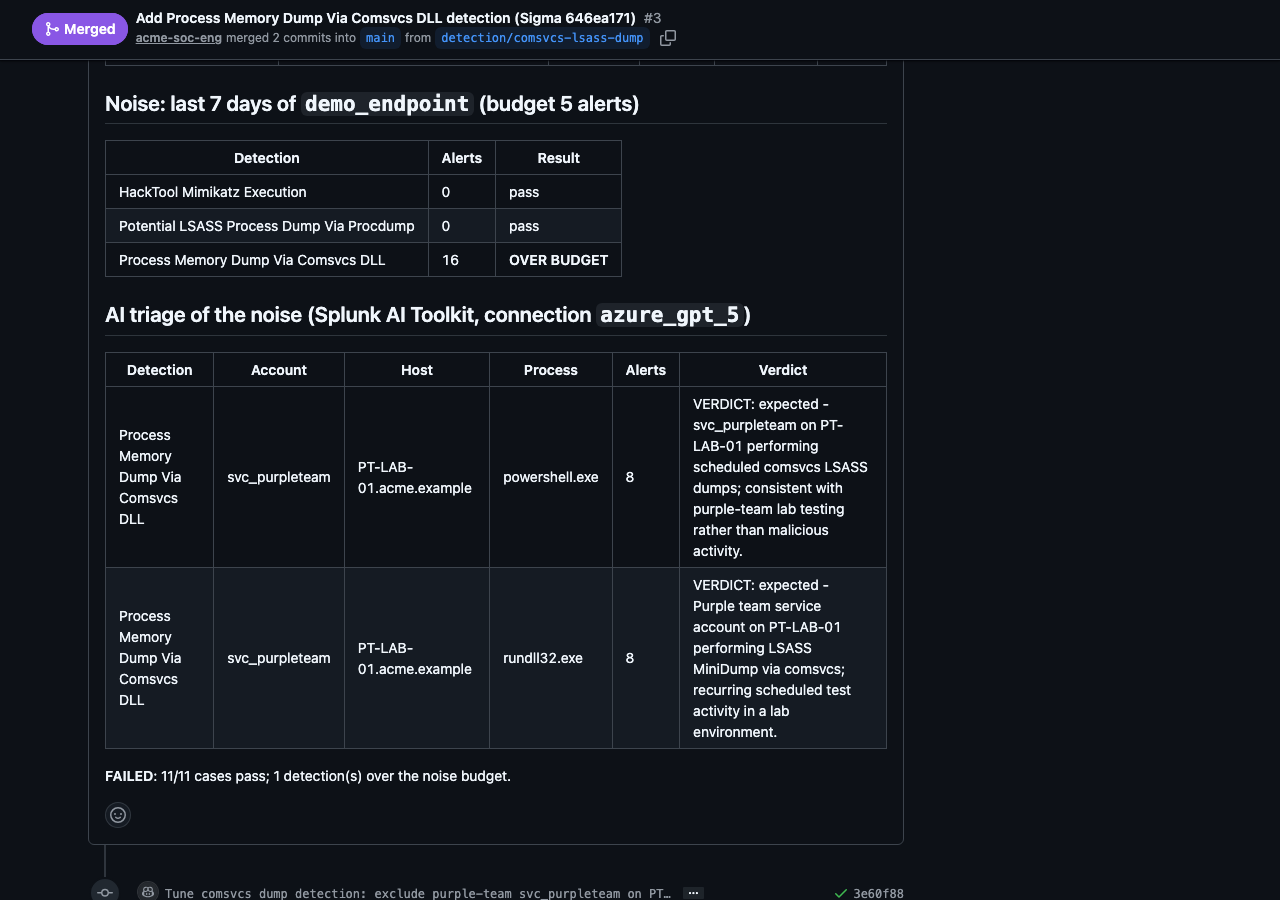 Merged
Add Process Memory Dump Via Comsvcs DLL detection (Sigma 646ea171) #3
acme-soc-eng merged 2 commits into main from detection/comsvcs-lsass-dump
Noise: last 7 days of demo_endpoint (budget 5 alerts)
Detection Alerts Result
HackTool Mimikatz Execution 0 pass
Potential LSASS Process Dump Via Procdump 0 pass
Process Memory Dump Via Comsvcs DLL 16 OVER BUDGET
AI triage of the noise (Splunk AI Toolkit, connection azure_gpt_5)
Detection Account Host Process Alerts Verdict
Process
Memory
Dump Via
Comsvcs
DLL
svc_purpleteam
PT-LAB-
01.acme.example
powershell.exe
8
VERDICT: expected -
svc_purpleteam on PT-
LAB-01 performing
scheduled comsvcs LSASS
dumps; consistent with
purple-team lab testing
rather than malicious
activity.
Process
Memory
Dump Via
Comsvcs
DLL
svc_purpleteam
PT-LAB-
01.acme.example
rundll32.exe
8
VERDICT: expected -
Purple team service
account on PT-LAB-01
performing LSASS
MiniDump via comsvcs;
recurring scheduled test
activity in a lab
environment.
FAILED: 11/11 cases pass; 1 detection(s) over the noise budget.
Tune comsvcs dump detection: exclude purple-team svc_purpleteam on PT… ... 3e60f88